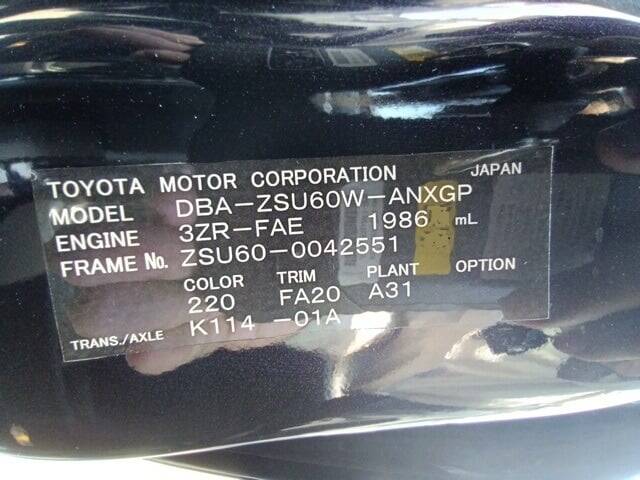 TOYOTA MOTOR CORPORATION JAPAN
MODEL DBA-ZSU60W-ANXGP
ENGINE 3ZR-FAE 1986 mL
FRAME No. ZSU60-0042551
COLOR TRIM PLANT OPTION
220 FA20 A31
TRANS./AXLE K114 -01A